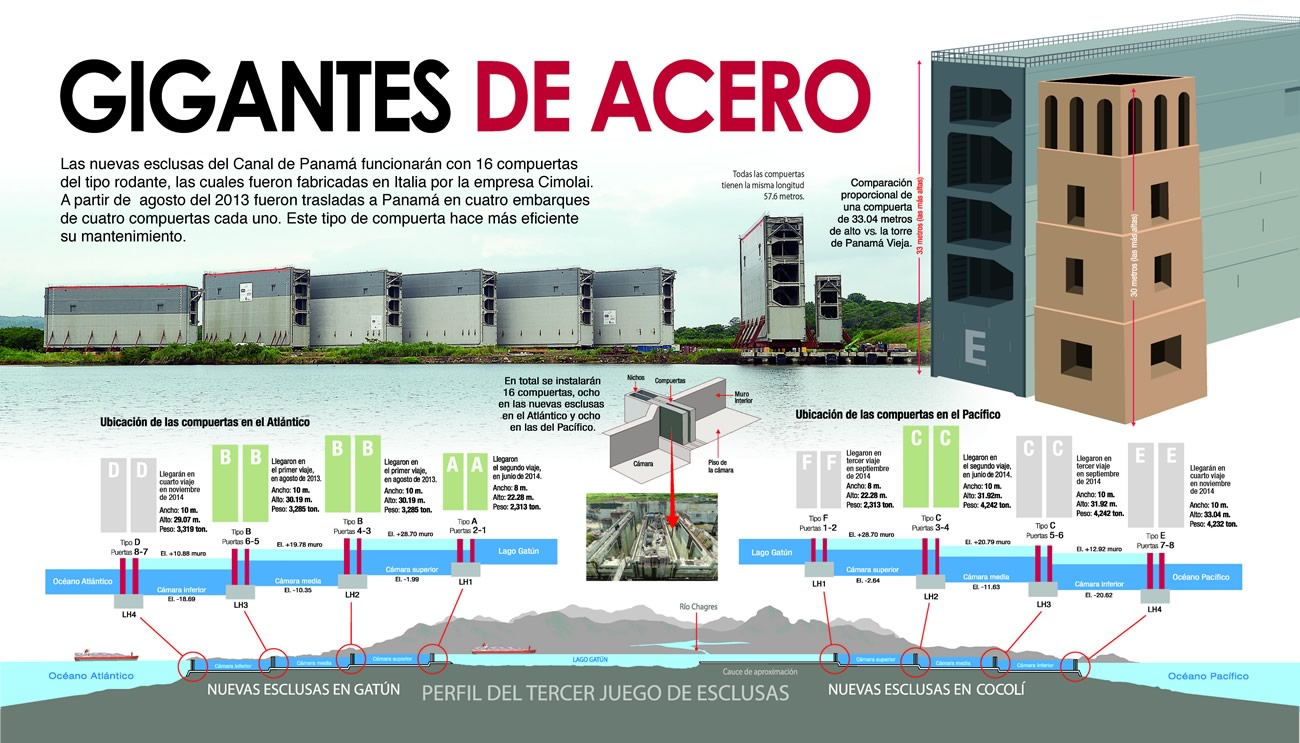 GIGANTES DE ACERO
Las nuevas esclusas del Canal de Panamá funcionarán con 16 compuertas
del tipo rodante, las cuales fueron fabricadas en Italia por la empresa Cimolai.
A partir de agosto del 2013 fueron trasladas a Panamá en cuatro embarques
de cuatro compuertas cada uno. Este tipo de compuerta hace más eficiente
su mantenimiento.
Todas las compuertas
tienen la misma longitud
57.6 metros.
Comparación
proporcional de
una compuerta
de 33.04 metros
de alto vs. la torre
de Panamá Vieja.
33 metros (las más altas)
30 metros (las más altas)
E
En total se instalarán
16 compuertas, ocho
en las nuevas esclusas
en el Atlántico y ocho
en las del Pacífico.
Nichos
Compuertas
Muro
Interior
Cámara
Piso de
la cámara
Ubicación de las compuertas en el Atlántico
D D
Llegarán en
cuarto viaje
en noviembre
de 2014
Ancho: 10 m.
Alto: 29.07 m.
Peso: 3,319 ton.
Tipo
D
Puertas 8-7
B B
Llegaron en
el primer viaje,
en agosto de 2013.
Ancho: 10 m.
Alto: 30.19 m.
Peso: 3,285 ton.
Tipo
B
Puertas 6-5
B B
Llegaron en
el primer viaje,
en agosto de 2013.
Ancho: 10 m.
Alto: 30.19 m.
Peso: 3,285 ton.
Tipo
B
Puertas 4-3
A A
Llegaron
el segundo viaje,
en junio de 2014.
Ancho: 8 m.
Alto: 22.28 m.
Peso: 2,313 ton.
Tipo
A
Puertas 2-1
El. +10.88 muro
El. +19.78 muro
El. +28.70 muro
Océano Atlántico
Cámara inferior
El. -18.69
Cámara media
El. -10.35
Cámara superior
El. -1.99
Lago Gatún
LH4
LH3
LH2
LH1
Ubicación de las compuertas en el Pacífico
F F
Llegaron en
tercer viaje
en septiembre
de 2014
Ancho: 8 m.
Alto: 22.28 m.
Peso: 2,313 ton.
Tipo
F
Puertas 1-2
C C
Llegaron en
el segundo viaje,
en junio de 2014.
Ancho: 10 m.
Alto: 31.92m.
Peso: 4,242 ton.
Tipo
C
Puertas 3-4
C C
Llegaron en
tercer viaje
en septiembre
de 2014
Ancho: 10 m.
Alto: 31.92 m.
Peso: 4,242 ton.
Tipo
C
Puertas 5-6
E E
Llegarán en
cuarto viaje
en noviembre
de 2014
Ancho: 10 m.
Alto: 33.04 m.
Peso: 4,232 ton.
Tipo
E
Puertas 7-8
El. +28.70 muro
El. +20.79 muro
El. +12.92 muro
Lago Gatún
Cámara superior
El. -2.64
Cámara media
El. -11.63
Cámara inferior
El. -20.62
Océano Pacífico
LH1
LH2
LH3
LH4
Río Chagres
Océano Atlántico
Cámara inferior
Cámara media
Cámara superior
LAGO GATÚN
Cauce de aproximación
Cámara superior
Cámara media
Cámara inferior
Océano Pacífico
NUEVAS ESCLUSAS EN GATÚN
PERFIL DEL TERCER JUEGO DE ESCLUSAS
NUEVAS ESCLUSAS EN COCOLÍ